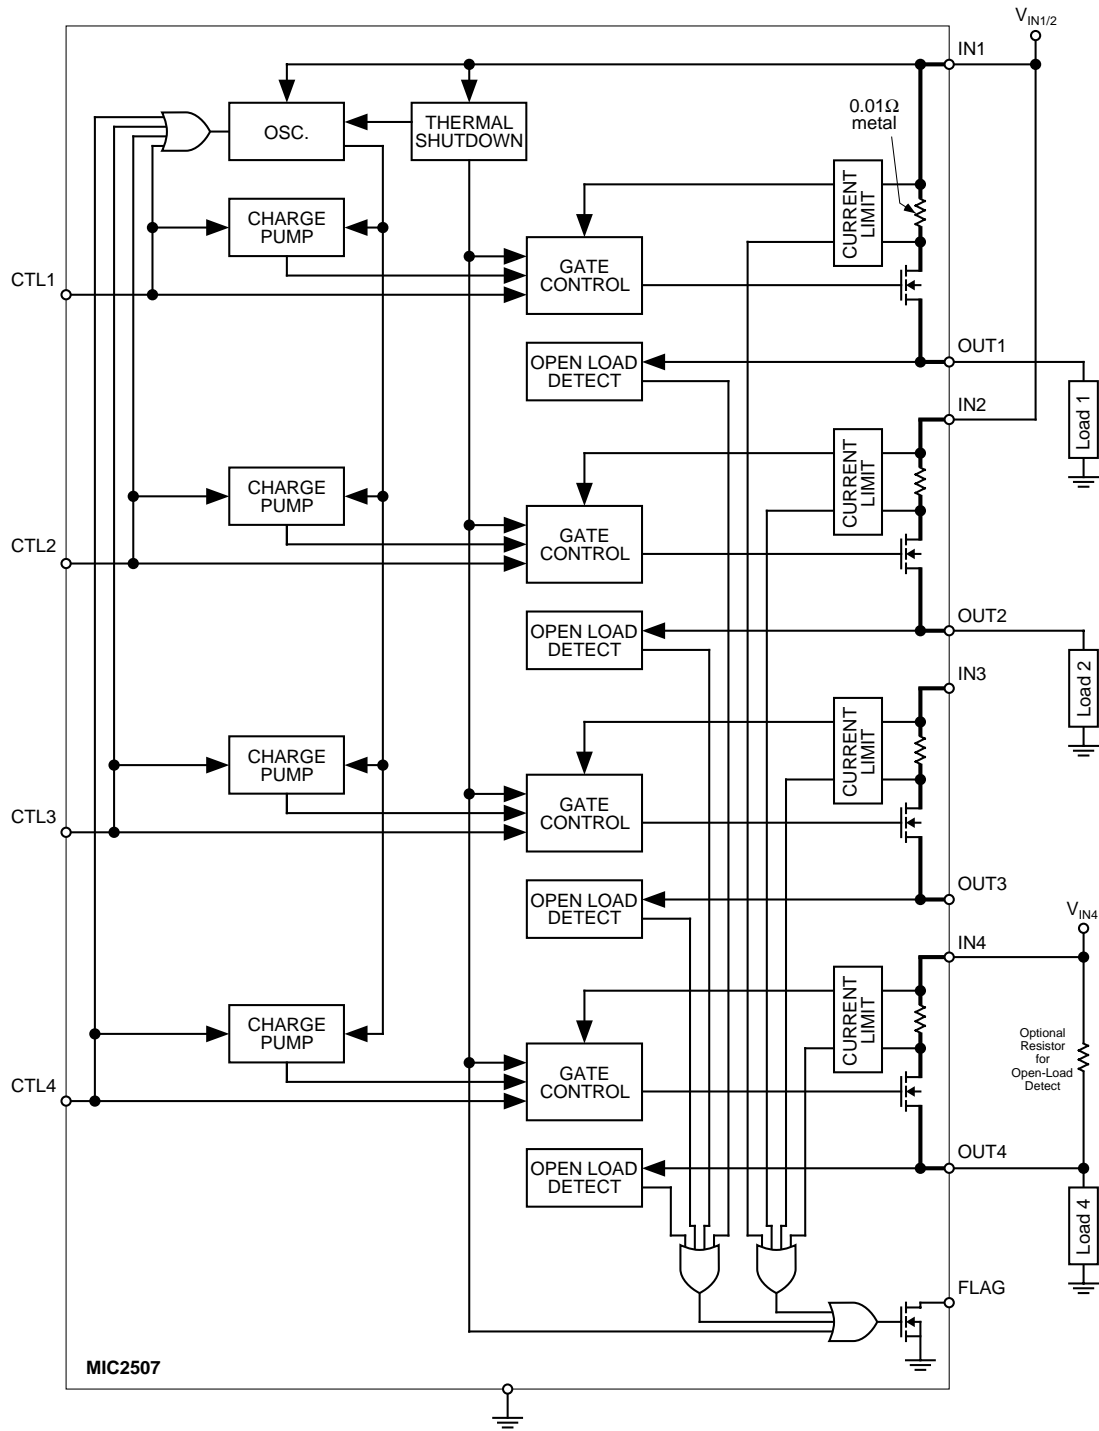 V_IN1/2
IN1
0.01Ω
metal
OSC.
THERMAL
SHUTDOWN
CURRENT
LIMIT
CHARGE
PUMP
GATE
CONTROL
CTL1
OUT1
OPEN LOAD
DETECT
Load 1
IN2
CURRENT
LIMIT
CHARGE
PUMP
GATE
CONTROL
CTL2
OUT2
OPEN LOAD
DETECT
Load 2
IN3
CURRENT
LIMIT
CHARGE
PUMP
GATE
CONTROL
CTL3
OUT3
OPEN LOAD
DETECT
V_IN4
IN4
CURRENT
LIMIT
CHARGE
PUMP
GATE
CONTROL
Optional
Resistor
for
Open-Load
Detect
CTL4
OUT4
OPEN LOAD
DETECT
Load 4
FLAG
MIC2507